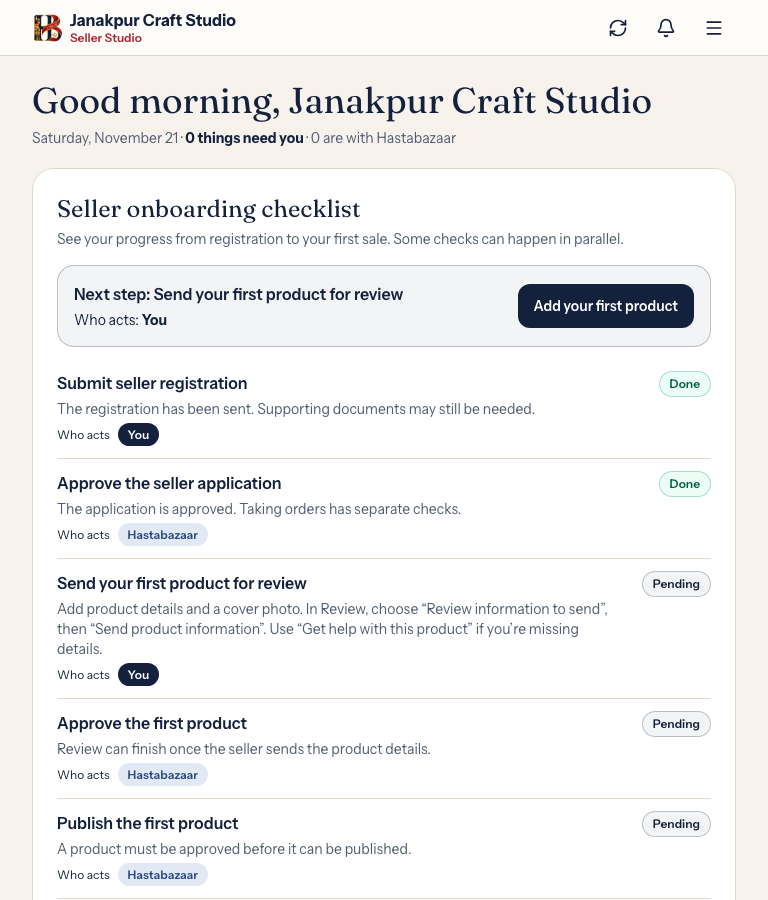 Janakpur Craft Studio
Seller Studio
Good morning, Janakpur Craft Studio
Saturday, November 21 · 0 things need you · 0 are with Hastabazaar
Seller onboarding checklist
See your progress from registration to your first sale. Some checks can happen in parallel.
Next step: Send your first product for review
Who acts: You
Add your first product
Submit seller registration
Done
The registration has been sent. Supporting documents may still be needed.
Who acts You
Approve the seller application
Done
The application is approved. Taking orders has separate checks.
Who acts Hastabazaar
Send your first product for review
Pending
Add product details and a cover photo. In Review, choose “Review information to send”,
then “Send product information”. Use “Get help with this product” if you’re missing
details.
Who acts You
Approve the first product
Pending
Review can finish once the seller sends the product details.
Who acts Hastabazaar
Publish the first product
Pending
A product must be approved before it can be published.
Who acts Hastabazaar